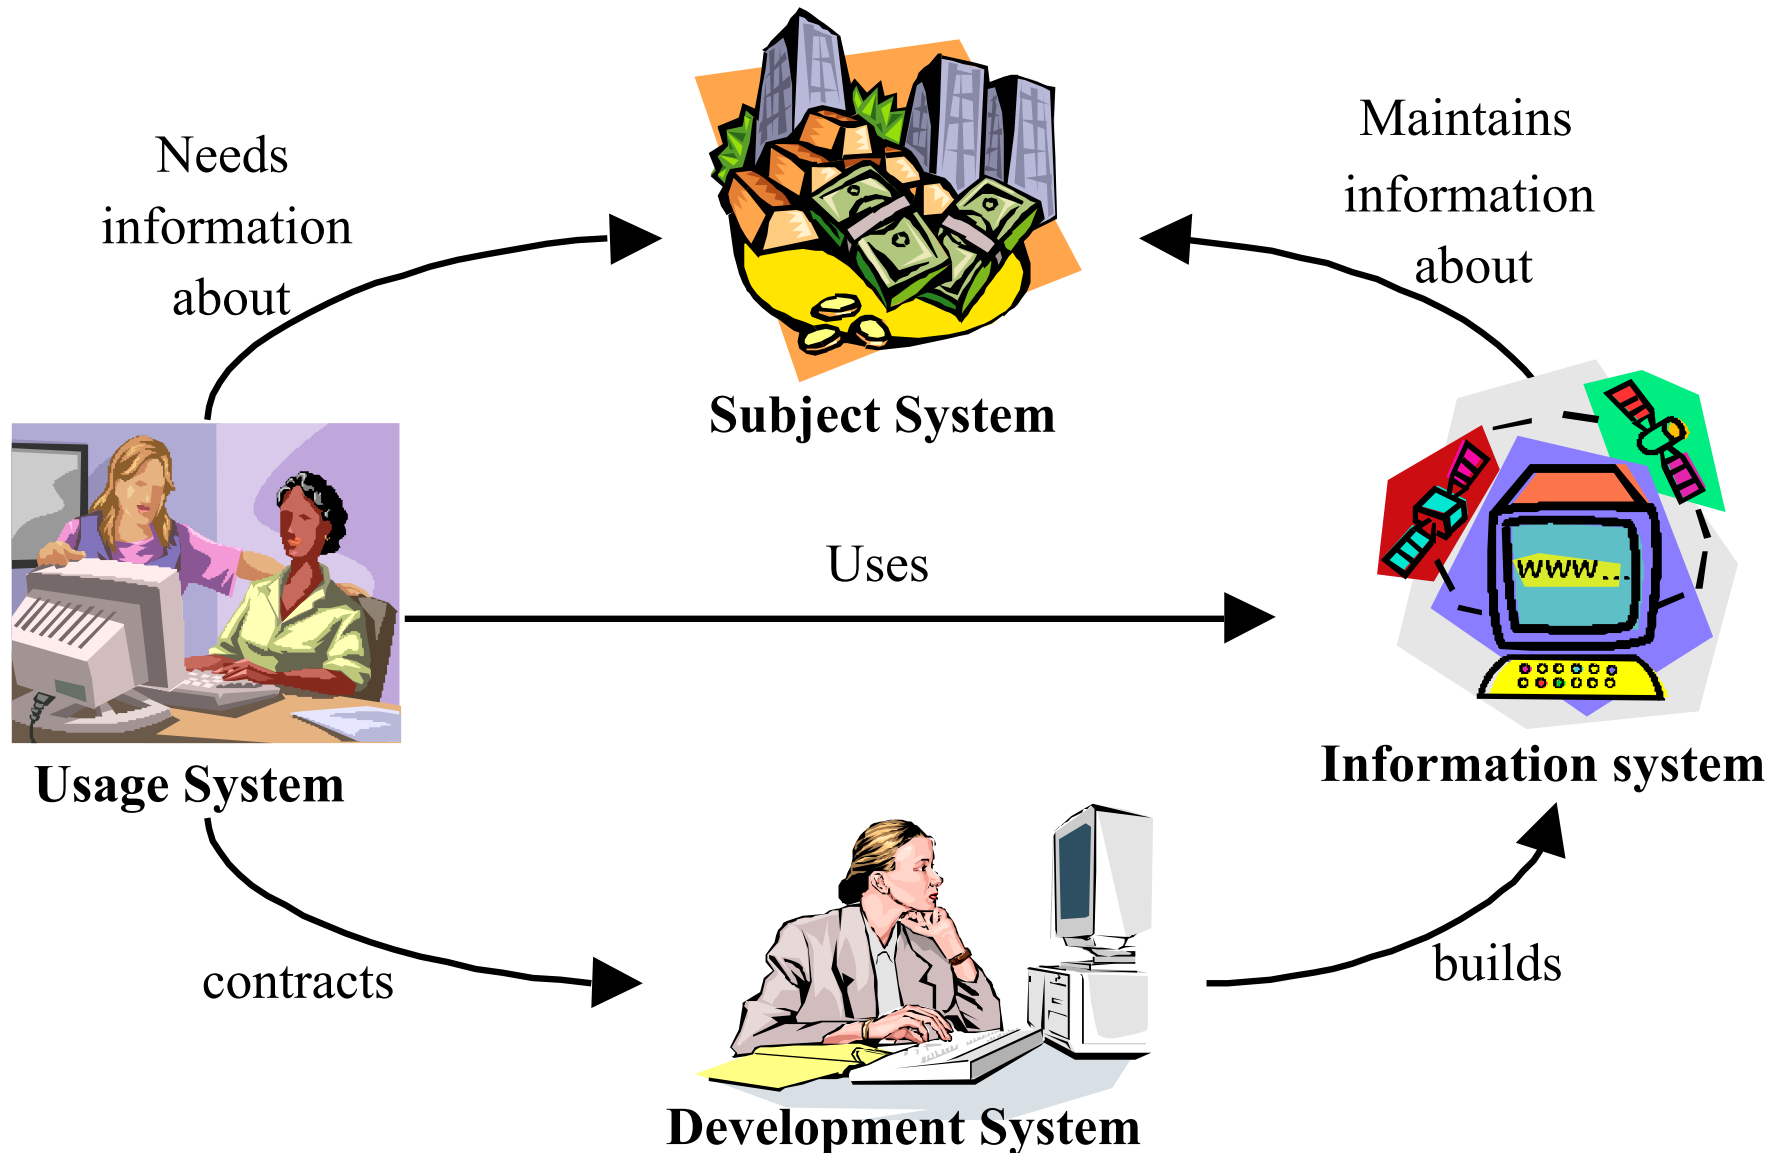 Needs
information
about
Maintains
information
about
Subject System
Uses
www...
Usage System
Information system
contracts
builds
Development System